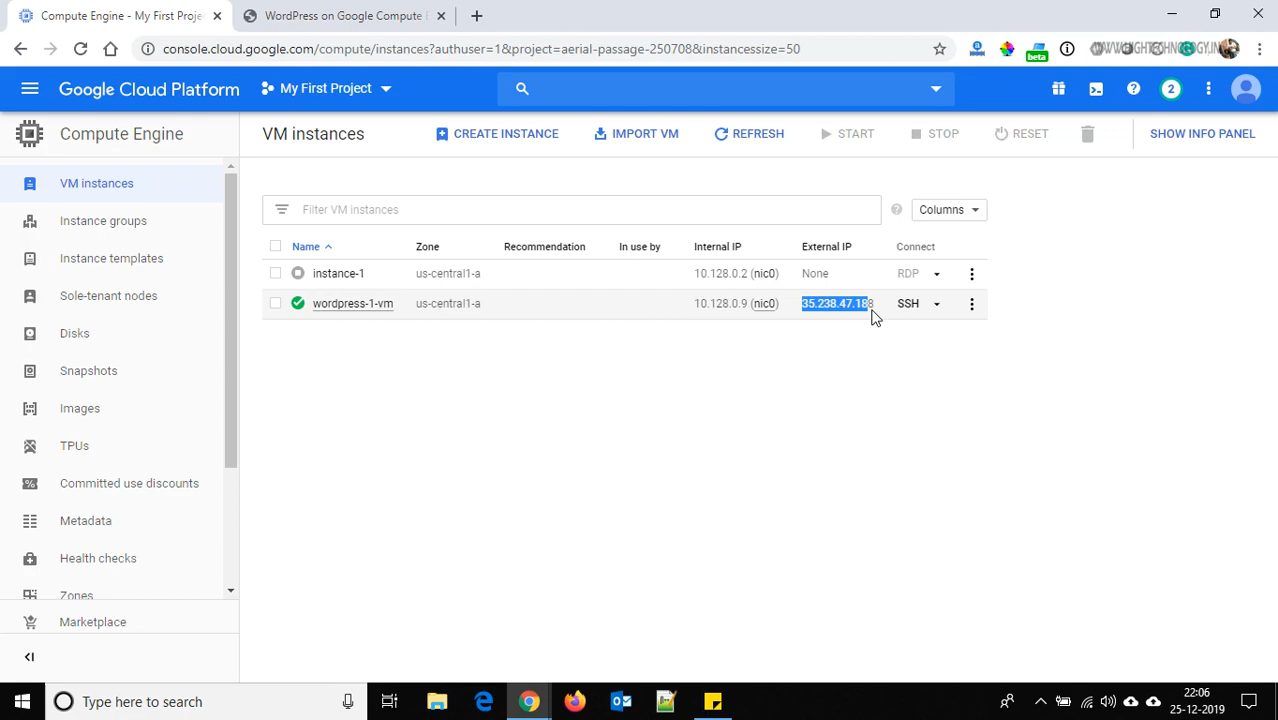 Compute Engine - My First Projec
WordPress on Google Compute E
console.cloud.google.com/compute/instances?authuser=1&project=aerial-passage-250708&instancessize=50
beta
Google Cloud Platform
My First Project
2
Compute Engine
VM instances
CREATE INSTANCE
IMPORT VM
REFRESH
START
STOP
RESET
SHOW INFO PANEL
VM instances
Instance groups
Instance templates
Sole-tenant nodes
Disks
Snapshots
Images
TPUs
Committed use discounts
Metadata
Health checks
Zones
Marketplace
Filter VM instances
Columns
Name Zone Recommendation In use by Internal IP External IP Connect
instance-1 us-central1-a 10.128.0.2 (nic0) None RDP
wordpress-1-vm us-central1-a 10.128.0.9 (nic0) 35.238.47.188 SSH
Type here to search
22:06
25-12-2019